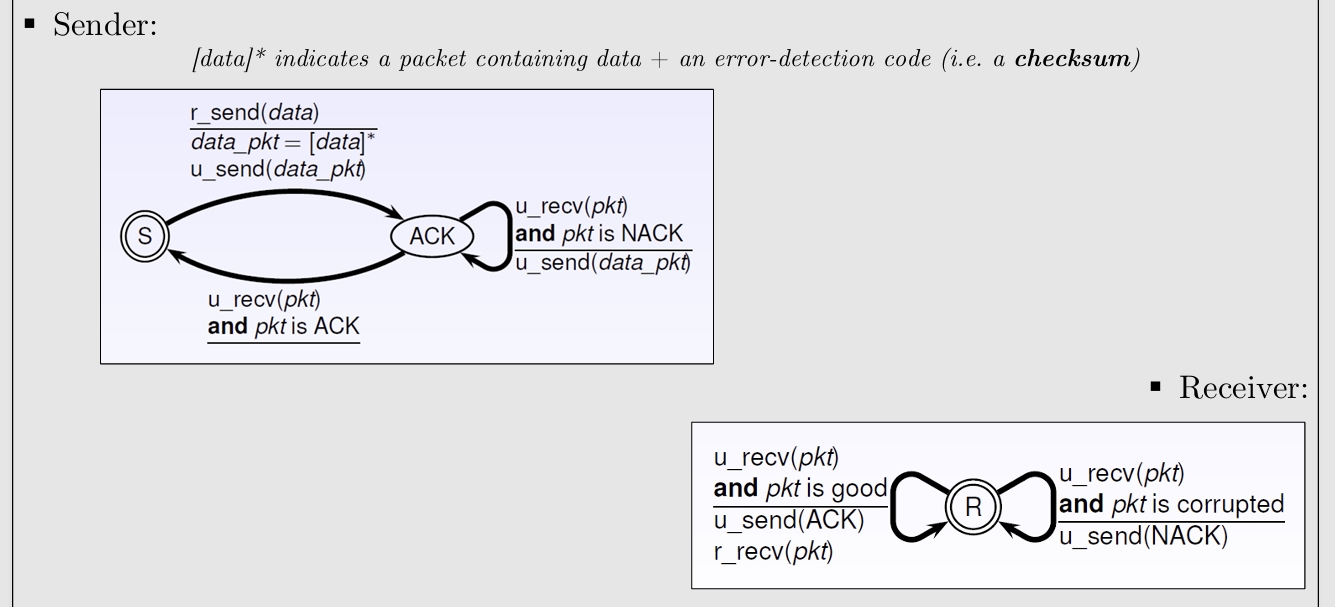 ▪ Sender:
[data]* indicates a packet containing data + an error-detection code (i.e. a checksum)
r_send(data)
data_pkt = [data]*
u_send(data_pkt)
S
ACK
u_recv(pkt)
and pkt is NACK
u_send(data_pkt)
u_recv(pkt)
and pkt is ACK
▪ Receiver:
u_recv(pkt)
and pkt is good
u_send(ACK)
r_recv(pkt)
R
u_recv(pkt)
and pkt is corrupted
u_send(NACK)